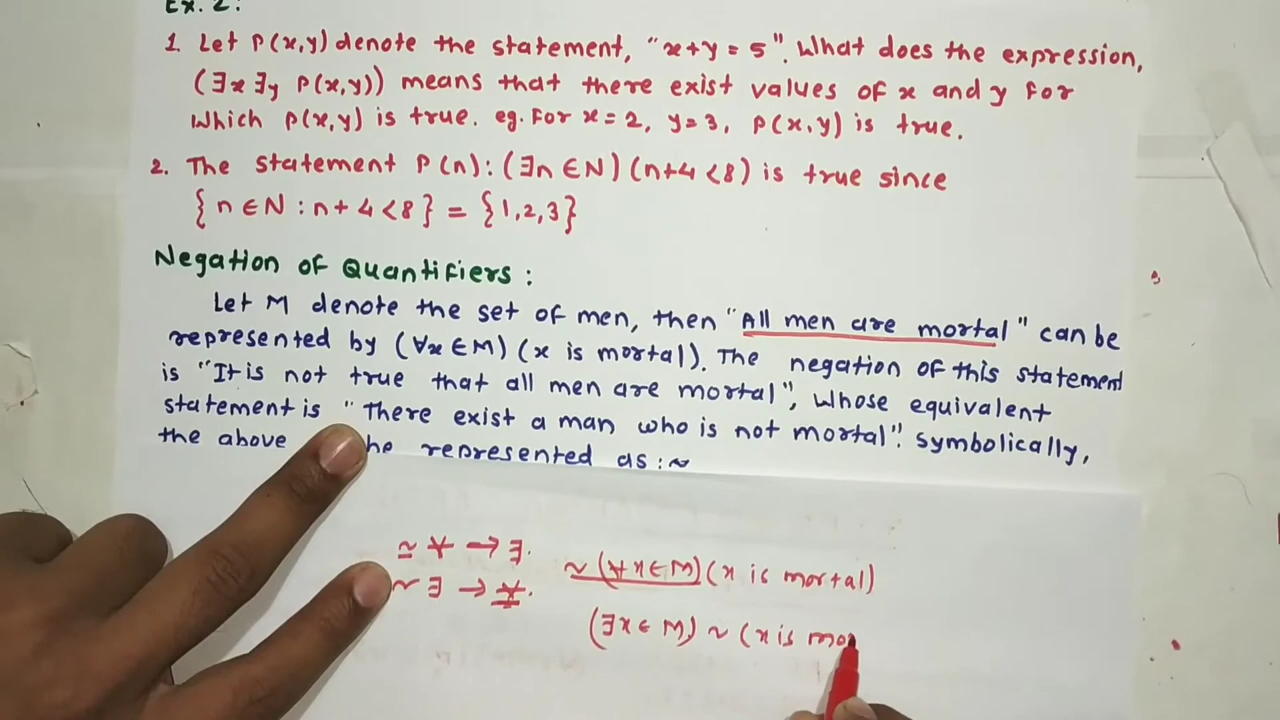 Ex. 2:
1. Let P(x,y) denote the statement, "x+y = 5". What does the expression,
(∃x ∃y P(x,y)) means that there exist values of x and y for
which P(x,y) is true. eg. For x=2, y=3, P(x,y) is true.
2. The statement P(n): (∃n ∈ N) (n+4 < 8) is true since
{n ∈ N : n+4 < 8} = {1,2,3}
Negation of Quantifiers :
Let M denote the set of men, then "All men are mortal" can be
represented by (∀x ∈ M) (x is mortal). The negation of this statement
is "It is not true that all men are mortal", whose equivalent
statement is "There exist a man who is not mortal". Symbolically,
the above he represented as: ~
~ ∀ → ∃.
~ ∃ → ∀.
~ (∀ x ∈ M) (x is mortal)
(∃x ∈ M) ~ (x is mo